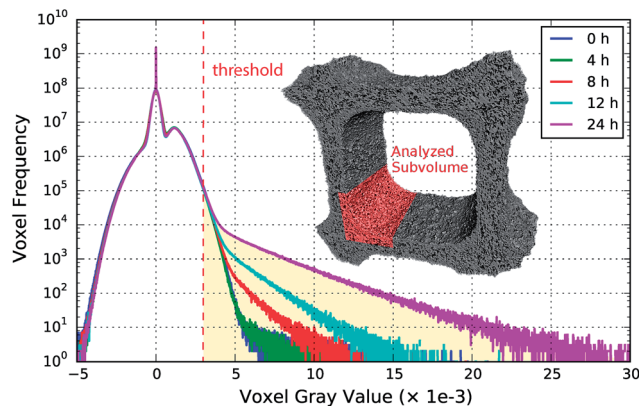 10^10
10^9
10^8
10^7
10^6
10^5
10^4
10^3
10^2
10^1
10^0
Voxel Frequency
threshold
Analyzed
Subvolume
0 h
4 h
8 h
12 h
24 h
−5 0 5 10 15 20 25 30
Voxel Gray Value (× 1e-3)